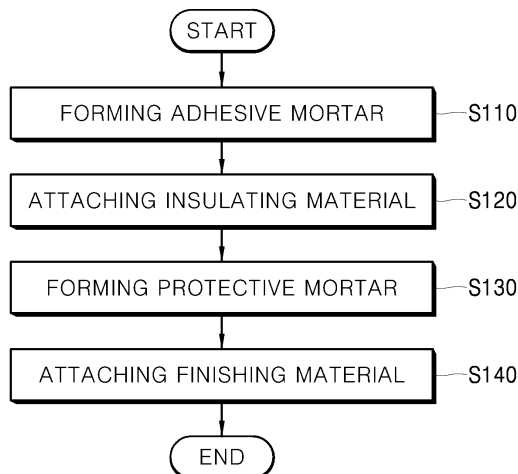 START
FORMING ADHESIVE MORTAR
S110
ATTACHING INSULATING MATERIAL
S120
FORMING PROTECTIVE MORTAR
S130
ATTACHING FINISHING MATERIAL
S140
END